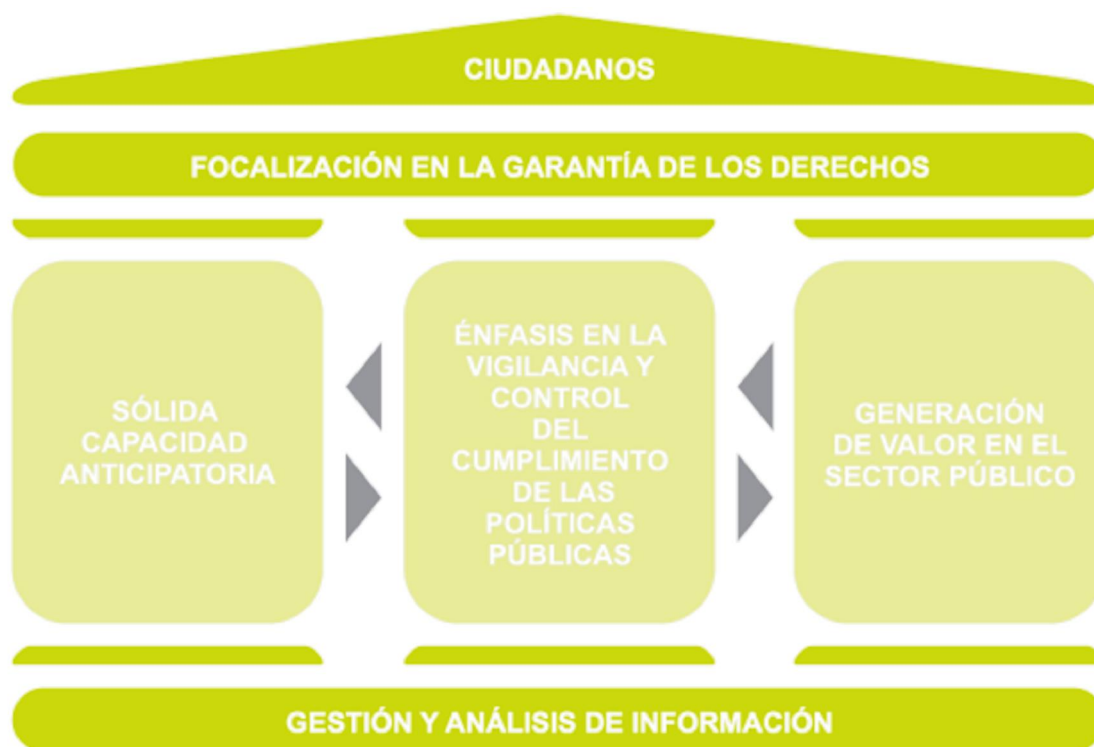 CIUDADANOS
FOCALIZACIÓN EN LA GARANTÍA DE LOS DERECHOS
SÓLIDA
CAPACIDAD
ANTICIPATORIA
ÉNFASIS EN LA
VIGILANCIA Y
CONTROL
DEL
CUMPLIMIENTO
DE LAS
POLÍTICAS
PÚBLICAS
GENERACIÓN
DE VALOR EN EL
SECTOR PÚBLICO
GESTIÓN Y ANÁLISIS DE INFORMACIÓN